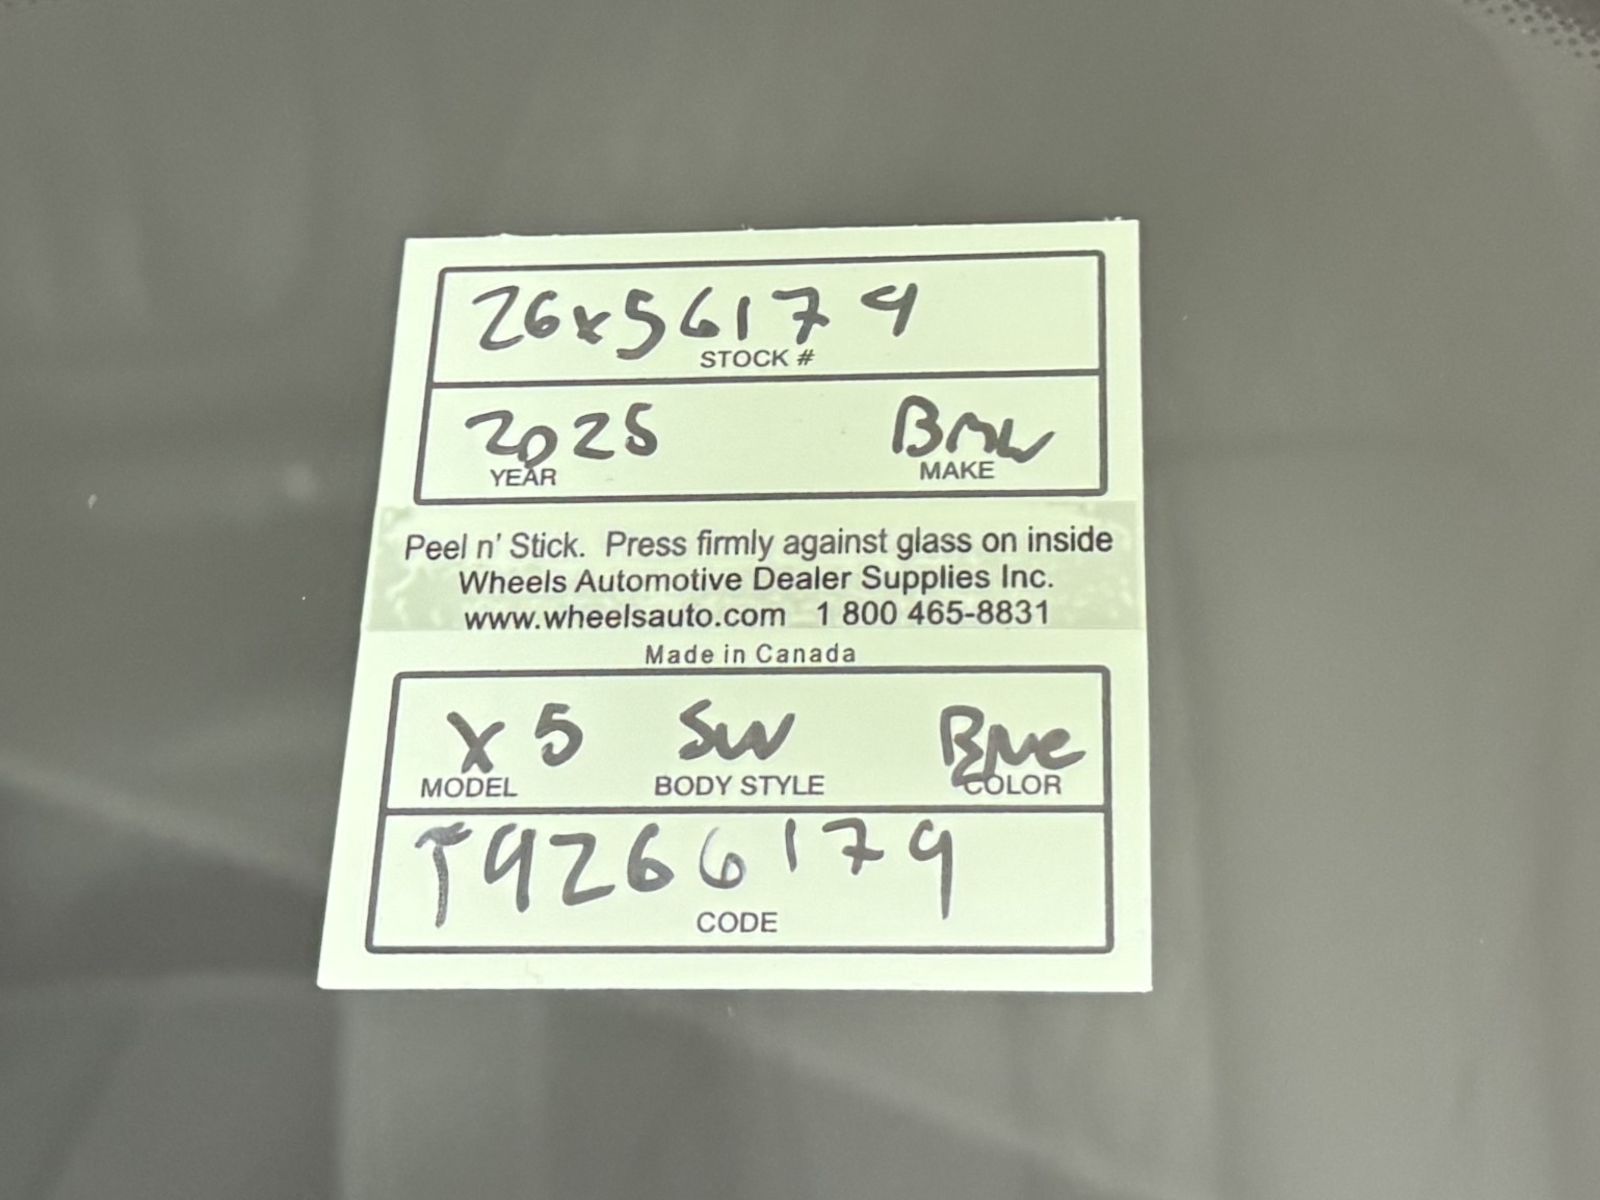 26x56179
STOCK #
2025 BMW
YEAR MAKE
Peel n' Stick. Press firmly against glass on inside
Wheels Automotive Dealer Supplies Inc.
www.wheelsauto.com 1 800 465-8831
Made in Canada
X5 SW Blue
MODEL BODY STYLE COLOR
T9266179
CODE